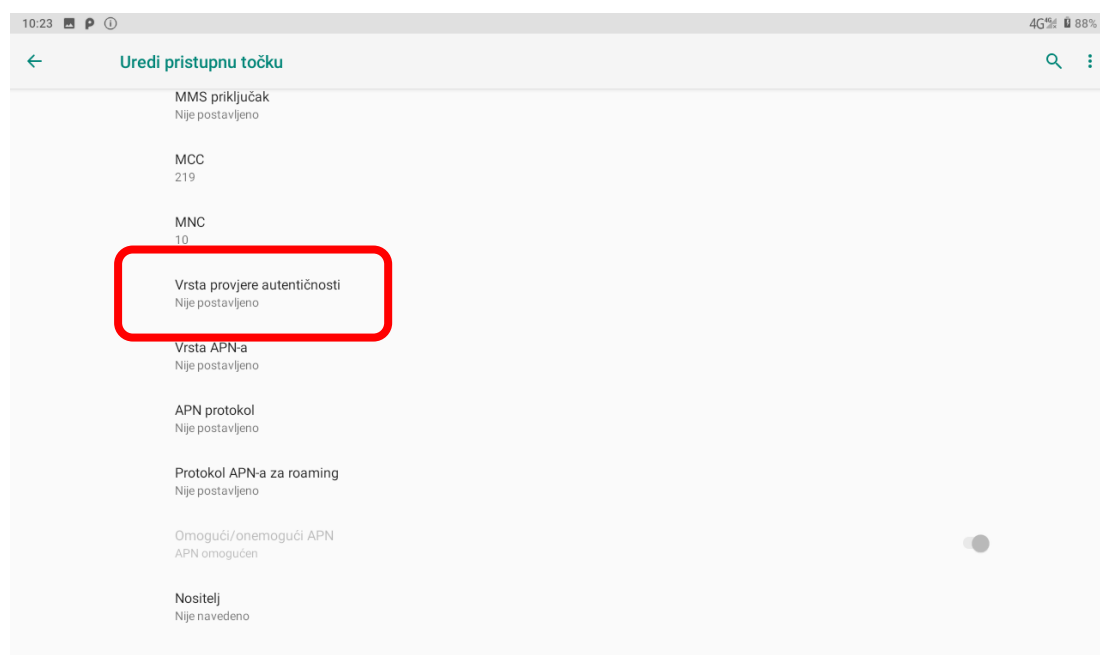 10:23
4G 88%
Uredi pristupnu točku
MMS priključak
Nije postavljeno
MCC
219
MNC
10
Vrsta provjere autentičnosti
Nije postavljeno
Vrsta APN-a
Nije postavljeno
APN protokol
Nije postavljeno
Protokol APN-a za roaming
Nije postavljeno
Omogući/onemogući APN
APN omogućen
Nositelj
Nije navedeno